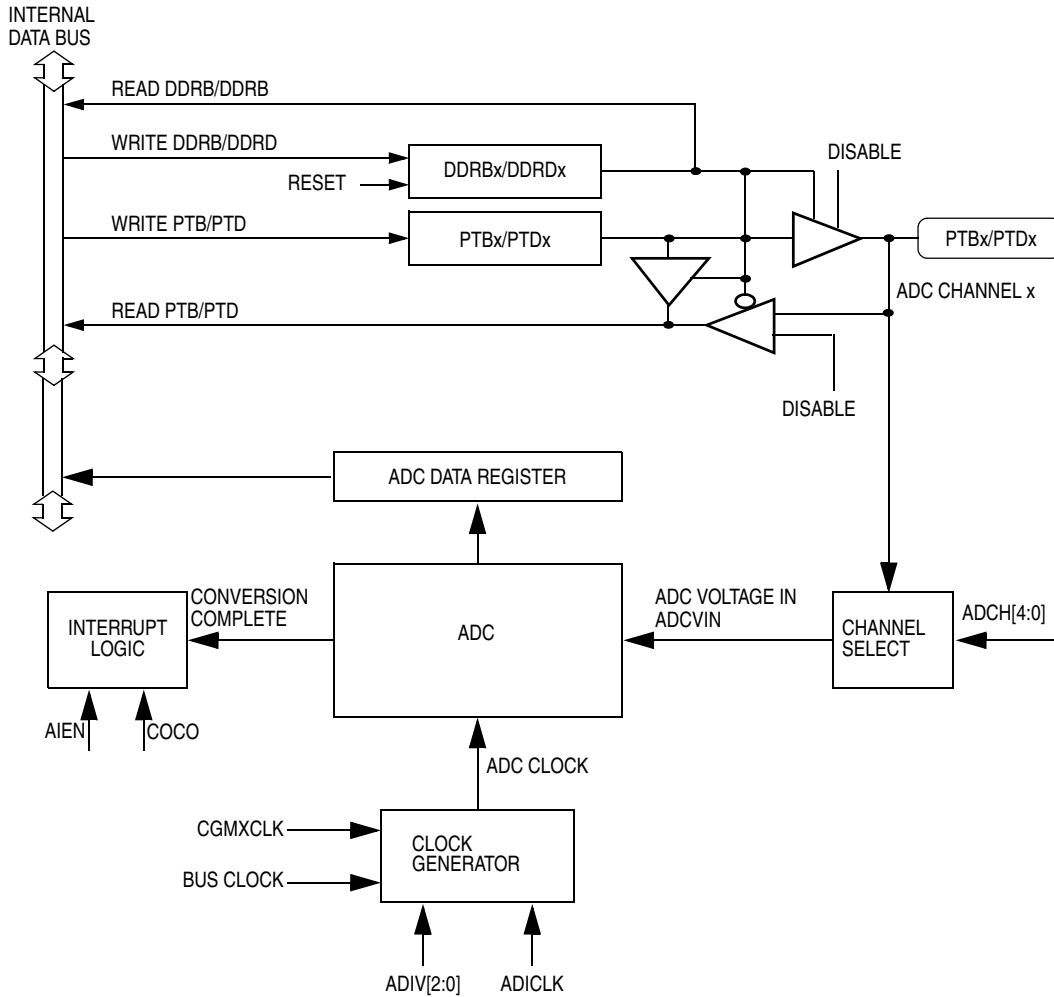 INTERNAL
DATA BUS
READ DDRB/DDRB
WRITE DDRB/DDRD
DISABLE
DDRBx/DDRDx
RESET
WRITE PTB/PTD
PTBx/PTDx
PTBx/PTDx
ADC CHANNEL x
READ PTB/PTD
DISABLE
ADC DATA REGISTER
CONVERSION
COMPLETE
INTERRUPT
LOGIC
ADC
ADC VOLTAGE IN
ADCVIN
CHANNEL
SELECT
ADCH[4:0]
AIEN
COCO
ADC CLOCK
CGMXCLK
CLOCK
GENERATOR
BUS CLOCK
ADIV[2:0]
ADICLK